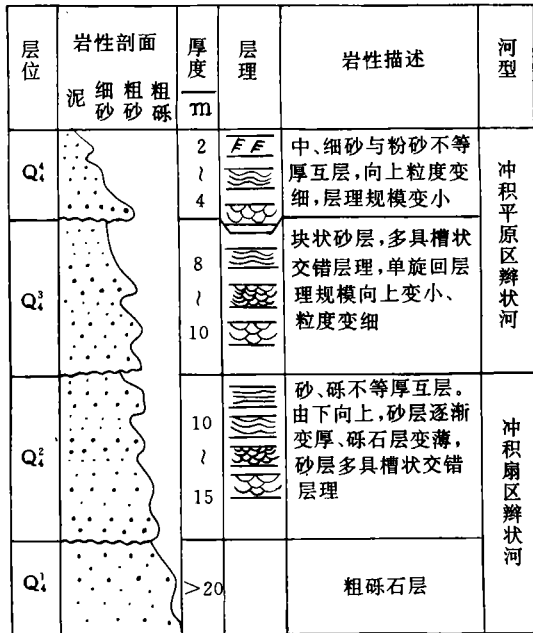 层位
岩性剖面
泥 细砂 粗砂 粗砾
厚度
m
层理
岩性描述
河型
Q₄⁴
2
~
4
中、细砂与粉砂不等
厚互层,向上粒度变
细,层理规模变小
Q₄³
8
~
10
块状砂层,多具槽状
交错层理,单旋回层
理规模向上变小、
粒度变细
冲积平原区辫状河
Q₄²
10
~
15
砂、砾不等厚互层。
由下向上,砂层逐渐
变厚、砾石层变薄,
砂层多具槽状交错
层理
Q₄¹
>20
粗砾石层
冲积扇区辫状河